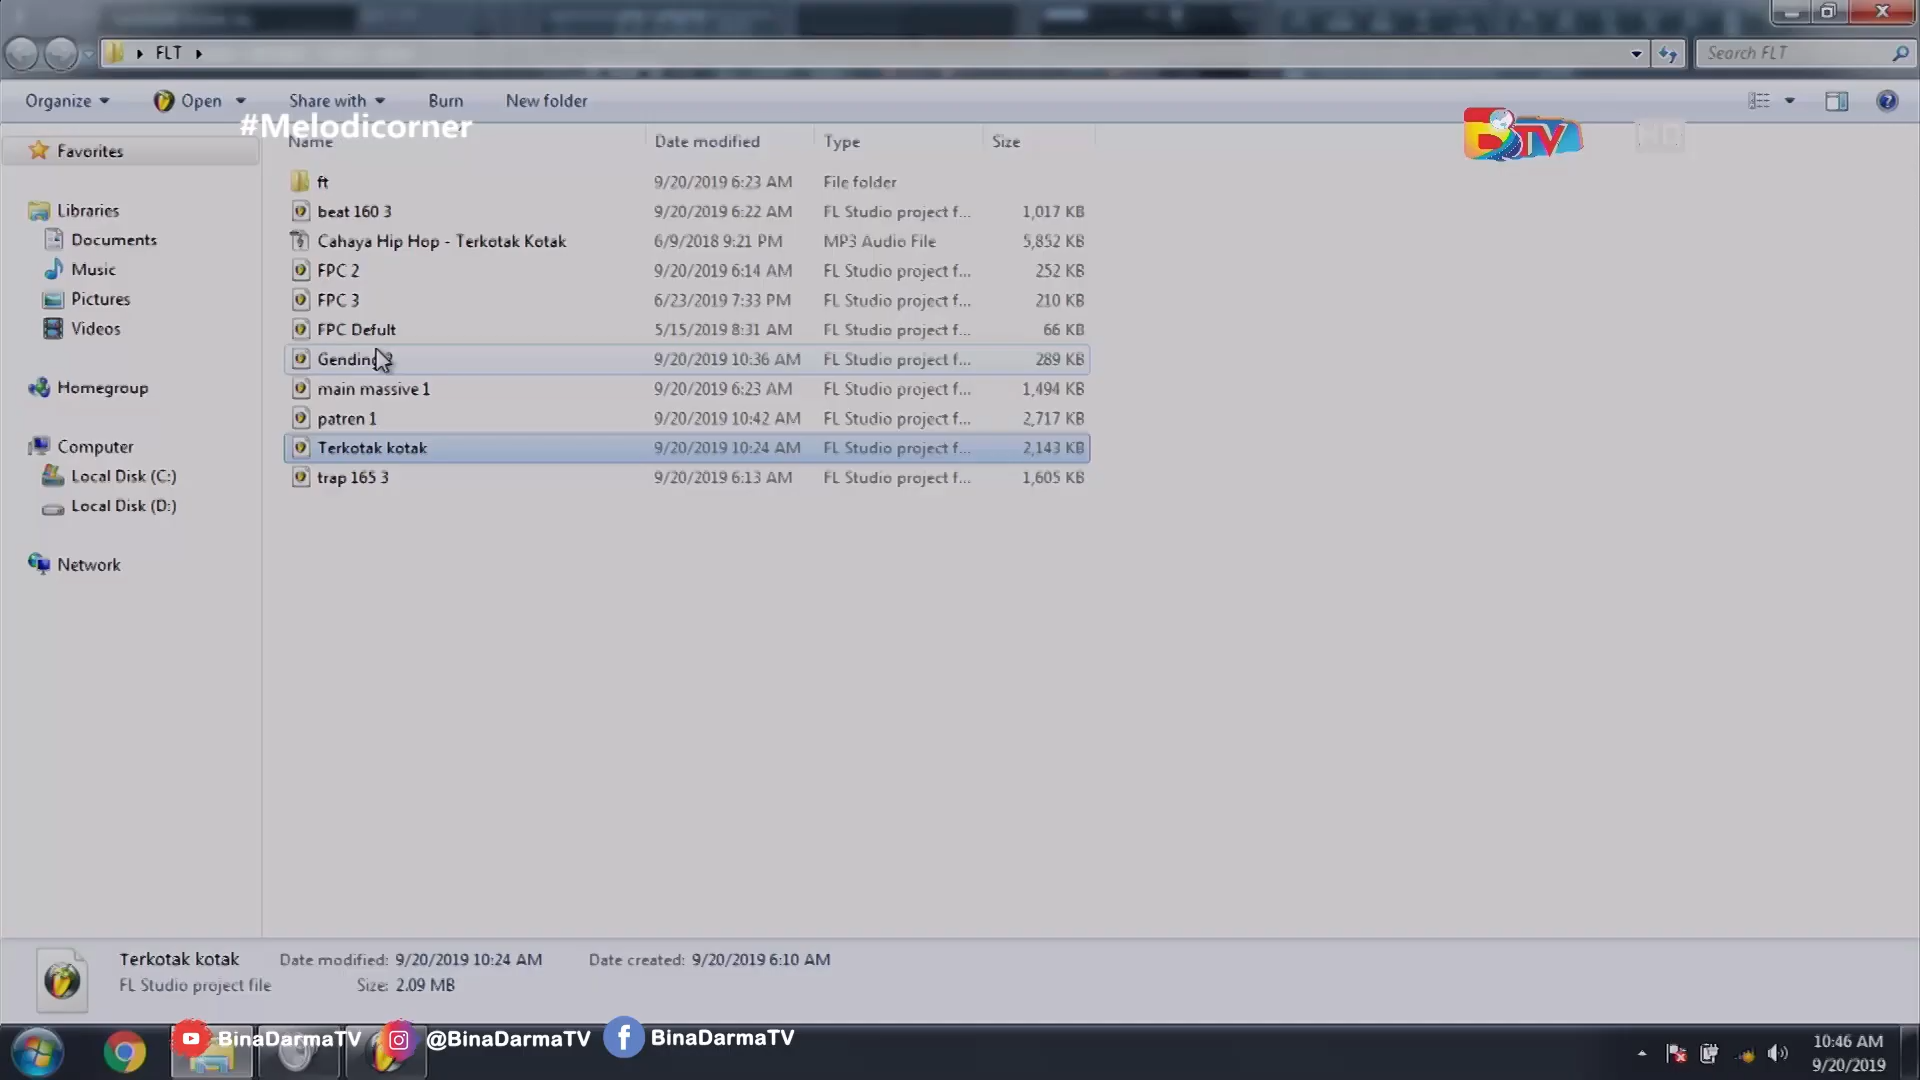 FLT
Search FLT
Organize
Open
Share with
Burn
New folder
#Melodicorner
BTV
HD
Name
Date modified
Type
Size
Favorites
Libraries
Documents
Music
Pictures
Videos
Homegroup
Computer
Local Disk (C:)
Local Disk (D:)
Network
ft 9/20/2019 6:23 AM File folder
beat 160 3 9/20/2019 6:22 AM FL Studio project f... 1,017 KB
Cahaya Hip Hop - Terkotak Kotak 6/9/2018 9:21 PM MP3 Audio File 5,852 KB
FPC 2 9/20/2019 6:14 AM FL Studio project f... 252 KB
FPC 3 6/23/2019 7:33 PM FL Studio project f... 210 KB
FPC Defult 5/15/2019 8:31 AM FL Studio project f... 66 KB
Gending 9/20/2019 10:36 AM FL Studio project f... 289 KB
main massive 1 9/20/2019 6:23 AM FL Studio project f... 1,494 KB
patren 1 9/20/2019 10:42 AM FL Studio project f... 2,717 KB
Terkotak kotak 9/20/2019 10:24 AM FL Studio project f... 2,143 KB
trap 165 3 9/20/2019 6:13 AM FL Studio project f... 1,605 KB
Terkotak kotak Date modified: 9/20/2019 10:24 AM Date created: 9/20/2019 6:10 AM
FL Studio project file Size: 2.09 MB
BinaDarmaTV @BinaDarmaTV BinaDarmaTV
10:46 AM
9/20/2019